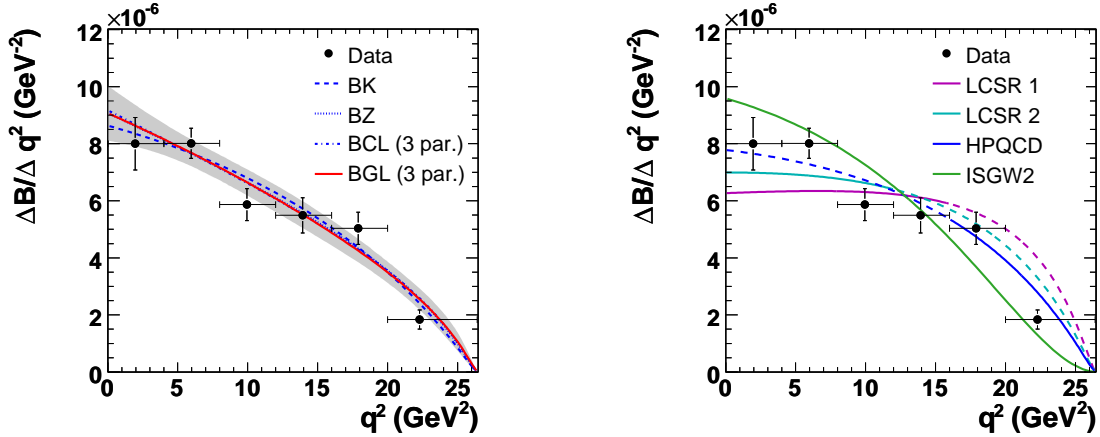 ×10⁻⁶
ΔB/Δ q² (GeV⁻²)
12
10
8
6
4
2
0
Data
BK
BZ
BCL (3 par.)
BGL (3 par.)
0 5 10 15 20 25
q² (GeV²)
×10⁻⁶
ΔB/Δ q² (GeV⁻²)
12
10
8
6
4
2
0
Data
LCSR 1
LCSR 2
HPQCD
ISGW2
0 5 10 15 20 25
q² (GeV²)